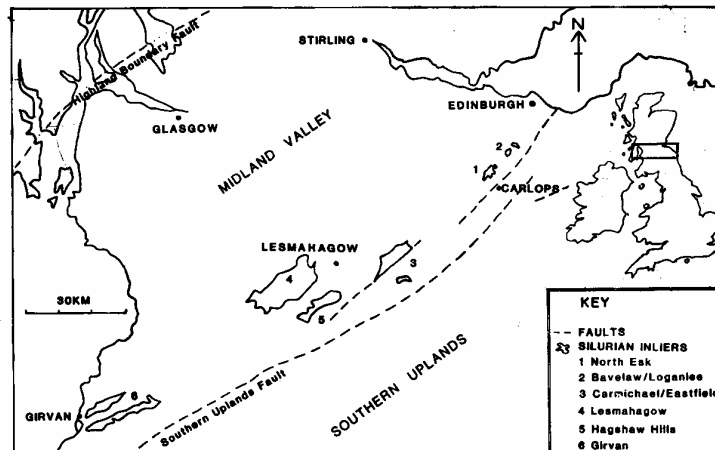 STIRLING
N
Highland Boundary Fault
EDINBURGH
GLASGOW
MIDLAND VALLEY
2
1
CARLOPS
LESMAHAGOW
3
4
5
30KM
KEY
FAULTS
SILURIAN INLIERS
1 North Esk
2 Bavelaw/Loganlee
3 Carmichael/Eastfield
4 Lesmahagow
5 Hagshaw Hills
6 Girvan
SOUTHERN UPLANDS
Southern Uplands Fault
6
GIRVAN